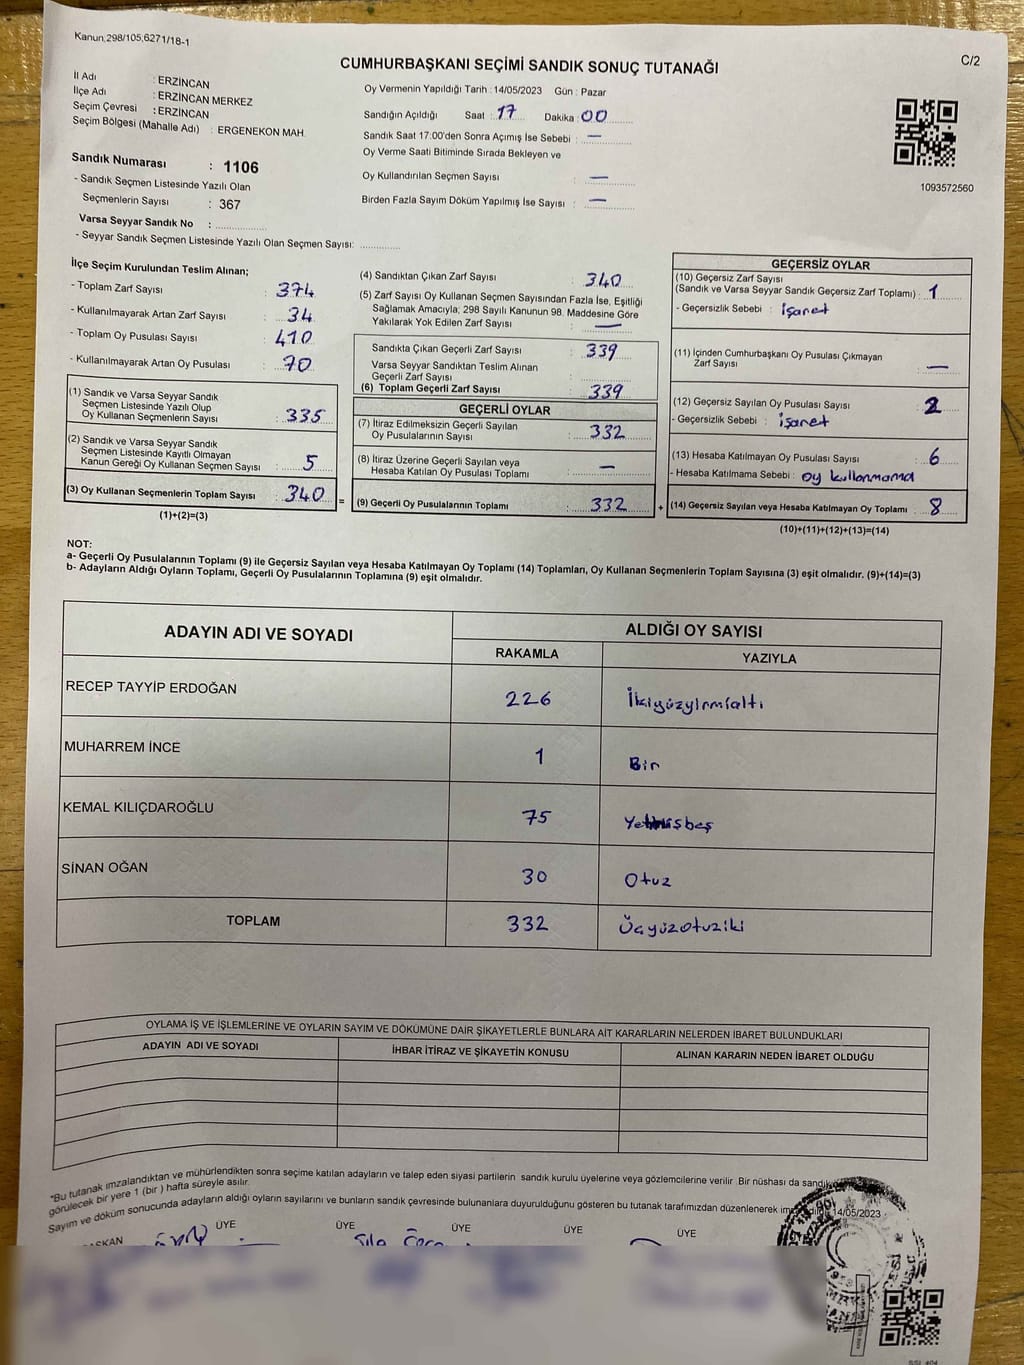 Kanun,298/105;6271/18-1
C/2
CUMHURBAŞKANI SEÇİMİ SANDIK SONUÇ TUTANAĞI
İl Adı : ERZİNCAN
İlçe Adı : ERZİNCAN MERKEZ
Seçim Çevresi : ERZİNCAN
Seçim Bölgesi (Mahalle Adı) : ERGENEKON MAH.
Sandık Numarası : 1106
- Sandık Seçmen Listesinde Yazılı Olan
Seçmenlerin Sayısı : 367
Varsa Seyyar Sandık No :
- Seyyar Sandık Seçmen Listesinde Yazılı Olan Seçmen Sayısı:
Oy Vermenin Yapıldığı Tarih : 14/05/2023 Gün : Pazar
Sandığın Açıldığı Saat : 17 Dakika : 00
Sandık Saat 17:00'den Sonra Açımış İse Sebebi : —
Oy Verme Saati Bitiminde Sırada Bekleyen ve
Oy Kullandırılan Seçmen Sayısı : —
Birden Fazla Sayım Döküm Yapılmış İse Sayısı : —
1093572560
İlçe Seçim Kurulundan Teslim Alınan;
- Toplam Zarf Sayısı : 374
- Kullanılmayarak Artan Zarf Sayısı : 34
- Toplam Oy Pusulası Sayısı : 410
- Kullanılmayarak Artan Oy Pusulası : 70
(1) Sandık ve Varsa Seyyar Sandık
Seçmen Listesinde Yazılı Olup
Oy Kullanan Seçmenlerin Sayısı : 335
(2) Sandık ve Varsa Seyyar Sandık
Seçmen Listesinde Kayıtlı Olmayan
Kanun Gereği Oy Kullanan Seçmen Sayısı : 5
(3) Oy Kullanan Seçmenlerin Toplam Sayısı : 340 =
(1)+(2)=(3)
(4) Sandıktan Çıkan Zarf Sayısı : 340
(5) Zarf Sayısı Oy Kullanan Seçmen Sayısından Fazla İse, Eşitliği
Sağlamak Amacıyla; 298 Sayılı Kanunun 98. Maddesine Göre
Yakılarak Yok Edilen Zarf Sayısı : —
Sandıkta Çıkan Geçerli Zarf Sayısı : 339
Varsa Seyyar Sandıktan Teslim Alınan
Geçerli Zarf Sayısı :
(6) Toplam Geçerli Zarf Sayısı : 339
GEÇERLİ OYLAR
(7) İtiraz Edilmeksizin Geçerli Sayılan
Oy Pusulalarının Sayısı : 332
(8) İtiraz Üzerine Geçerli Sayılan veya
Hesaba Katılan Oy Pusulaları Toplamı : —
(9) Geçerli Oy Pusulalarının Toplamı : 332 +
GEÇERSİZ OYLAR
(10) Geçersiz Zarf Sayısı
(Sandık ve Varsa Seyyar Sandık Geçersiz Zarf Toplamı) : 1
- Geçersizlik Sebebi : işaret
(11) İçinden Cumhurbaşkanı Oy Pusulası Çıkmayan
Zarf Sayısı : —
(12) Geçersiz Sayılan Oy Pusulası Sayısı : 2
- Geçersizlik Sebebi : işaret
(13) Hesaba Katılmayan Oy Pusulası Sayısı : 6
- Hesaba Katılmama Sebebi : oy kullanmama
(14) Geçersiz Sayılan veya Hesaba Katılmayan Oy Toplamı : 8
(10)+(11)+(12)+(13)=(14)
NOT:
a- Geçerli Oy Pusulalarının Toplamı (9) ile Geçersiz Sayılan veya Hesaba Katılmayan Oy Toplamı (14) Toplamları, Oy Kullanan Seçmenlerin Toplam Sayısına (3) eşit olmalıdır. (9)+(14)=(3)
b- Adayların Aldığı Oyların Toplamı, Geçerli Oy Pusulalarının Toplamına (9) eşit olmalıdır.
ADAYIN ADI VE SOYADI
ALDIĞI OY SAYISI
RAKAMLA YAZIYLA
RECEP TAYYİP ERDOĞAN 226 İkiyüzyirmialtı
MUHARREM İNCE 1 Bir
KEMAL KILIÇDAROĞLU 75 Yetmişbeş
SİNAN OĞAN 30 Otuz
TOPLAM 332 Üçyüzotuziki
OYLAMA İŞ VE İŞLEMLERİNE VE OYLARIN SAYIM VE DÖKÜMÜNE DAİR ŞİKAYETLERLE BUNLARA AİT KARARLARIN NELERDEN İBARET BULUNDUKLARI
ADAYIN ADI VE SOYADI İHBAR İTİRAZ VE ŞİKAYETİN KONUSU ALINAN KARARIN NEDEN İBARET OLDUĞU
"Bu tutanak imzalandıktan ve mühürlendikten sonra seçime katılan adayların ve talep eden siyasi partilerin sandık kurulu üyelerine veya gözlemcilerine verilir .Bir nüshası da
görülecek bir yere 1 (bir ) hafta süreyle asılır.
Sayım ve döküm sonucunda adayların aldığı oyların sayılarını ve bunların sandık çevresinde bulunanlara duyurulduğunu gösteren bu tutanak tarafımızdan düzenlenerek 14/05/2023
ÜYE ÜYE ÜYE ÜYE ÜYE